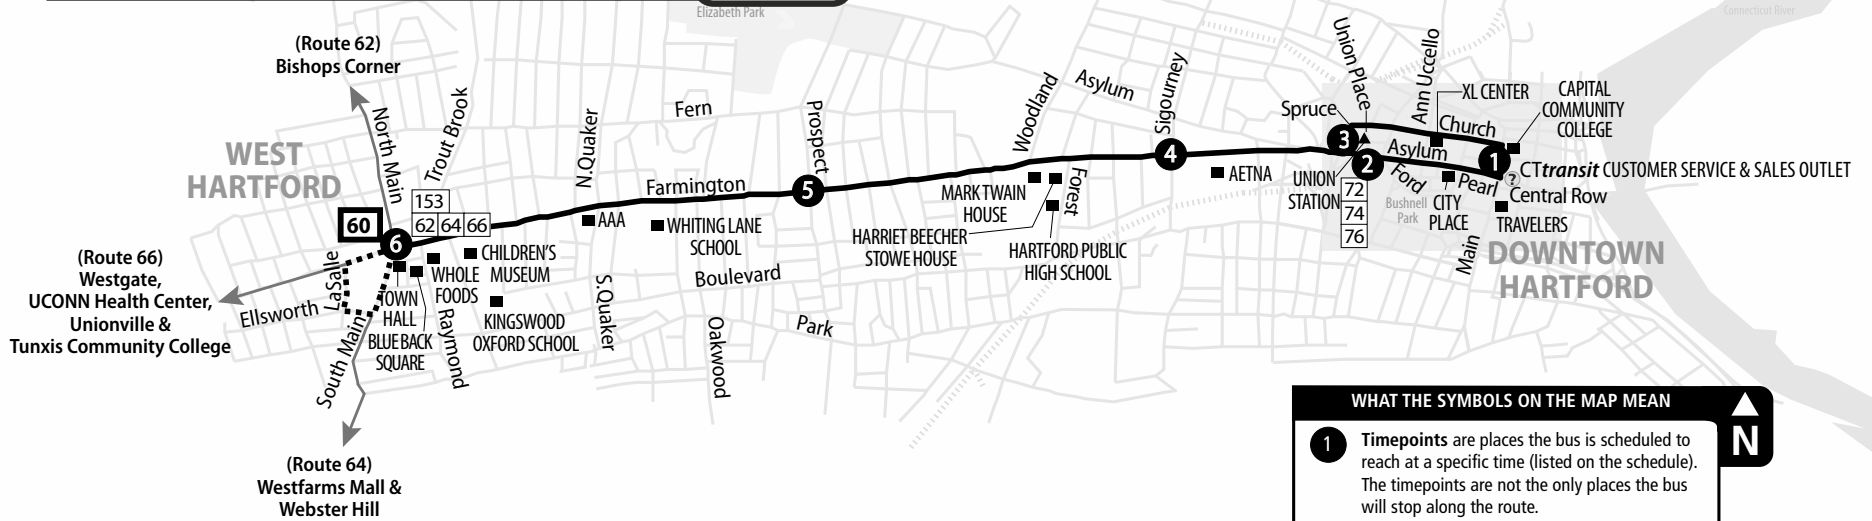 Elizabeth Park
Connecticut River
(Route 62)
Bishops Corner
North Main
Trout Brook
WEST
HARTFORD
N.Quaker
Fern
Prospect
Woodland
Asylum
Sigourney
Union Place
Ann Uccello
Spruce
XL CENTER
CAPITAL
COMMUNITY
COLLEGE
Church
3
Asylum
1
4
2
CTtransit CUSTOMER SERVICE & SALES OUTLET
?
Pearl
Central Row
Ford
UNION
STATION
72
74
76
Bushnell
Park
CITY
PLACE
TRAVELERS
Main
DOWNTOWN
HARTFORD
AETNA
Forest
MARK TWAIN
HOUSE
HARRIET BEECHER
STOWE HOUSE
HARTFORD PUBLIC
HIGH SCHOOL
Farmington
5
153
62 64 66
60
6
AAA
WHITING LANE
SCHOOL
CHILDREN'S
MUSEUM
WHOLE
FOODS
TOWN
HALL
BLUE BACK
SQUARE
KINGSWOOD
OXFORD SCHOOL
Boulevard
S.Quaker
Oakwood
Park
Raymond
LaSalle
Ellsworth
South Main
(Route 66)
Westgate,
UCONN Health Center,
Unionville &
Tunxis Community College
(Route 64)
Westfarms Mall &
Webster Hill
WHAT THE SYMBOLS ON THE MAP MEAN
N
1
Timepoints are places the bus is scheduled to
reach at a specific time (listed on the schedule).
The timepoints are not the only places the bus
will stop along the route.